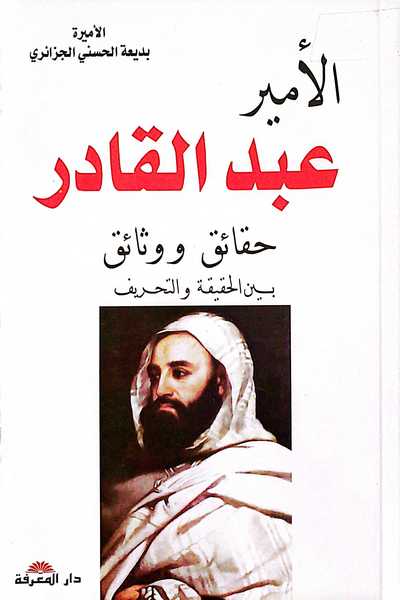 الأميرة
بديعة الحسني الجزائري
الأمير
عبد القادر
حقائق ووثائق
بين الحقيقة والتحريف
دار المعرفة